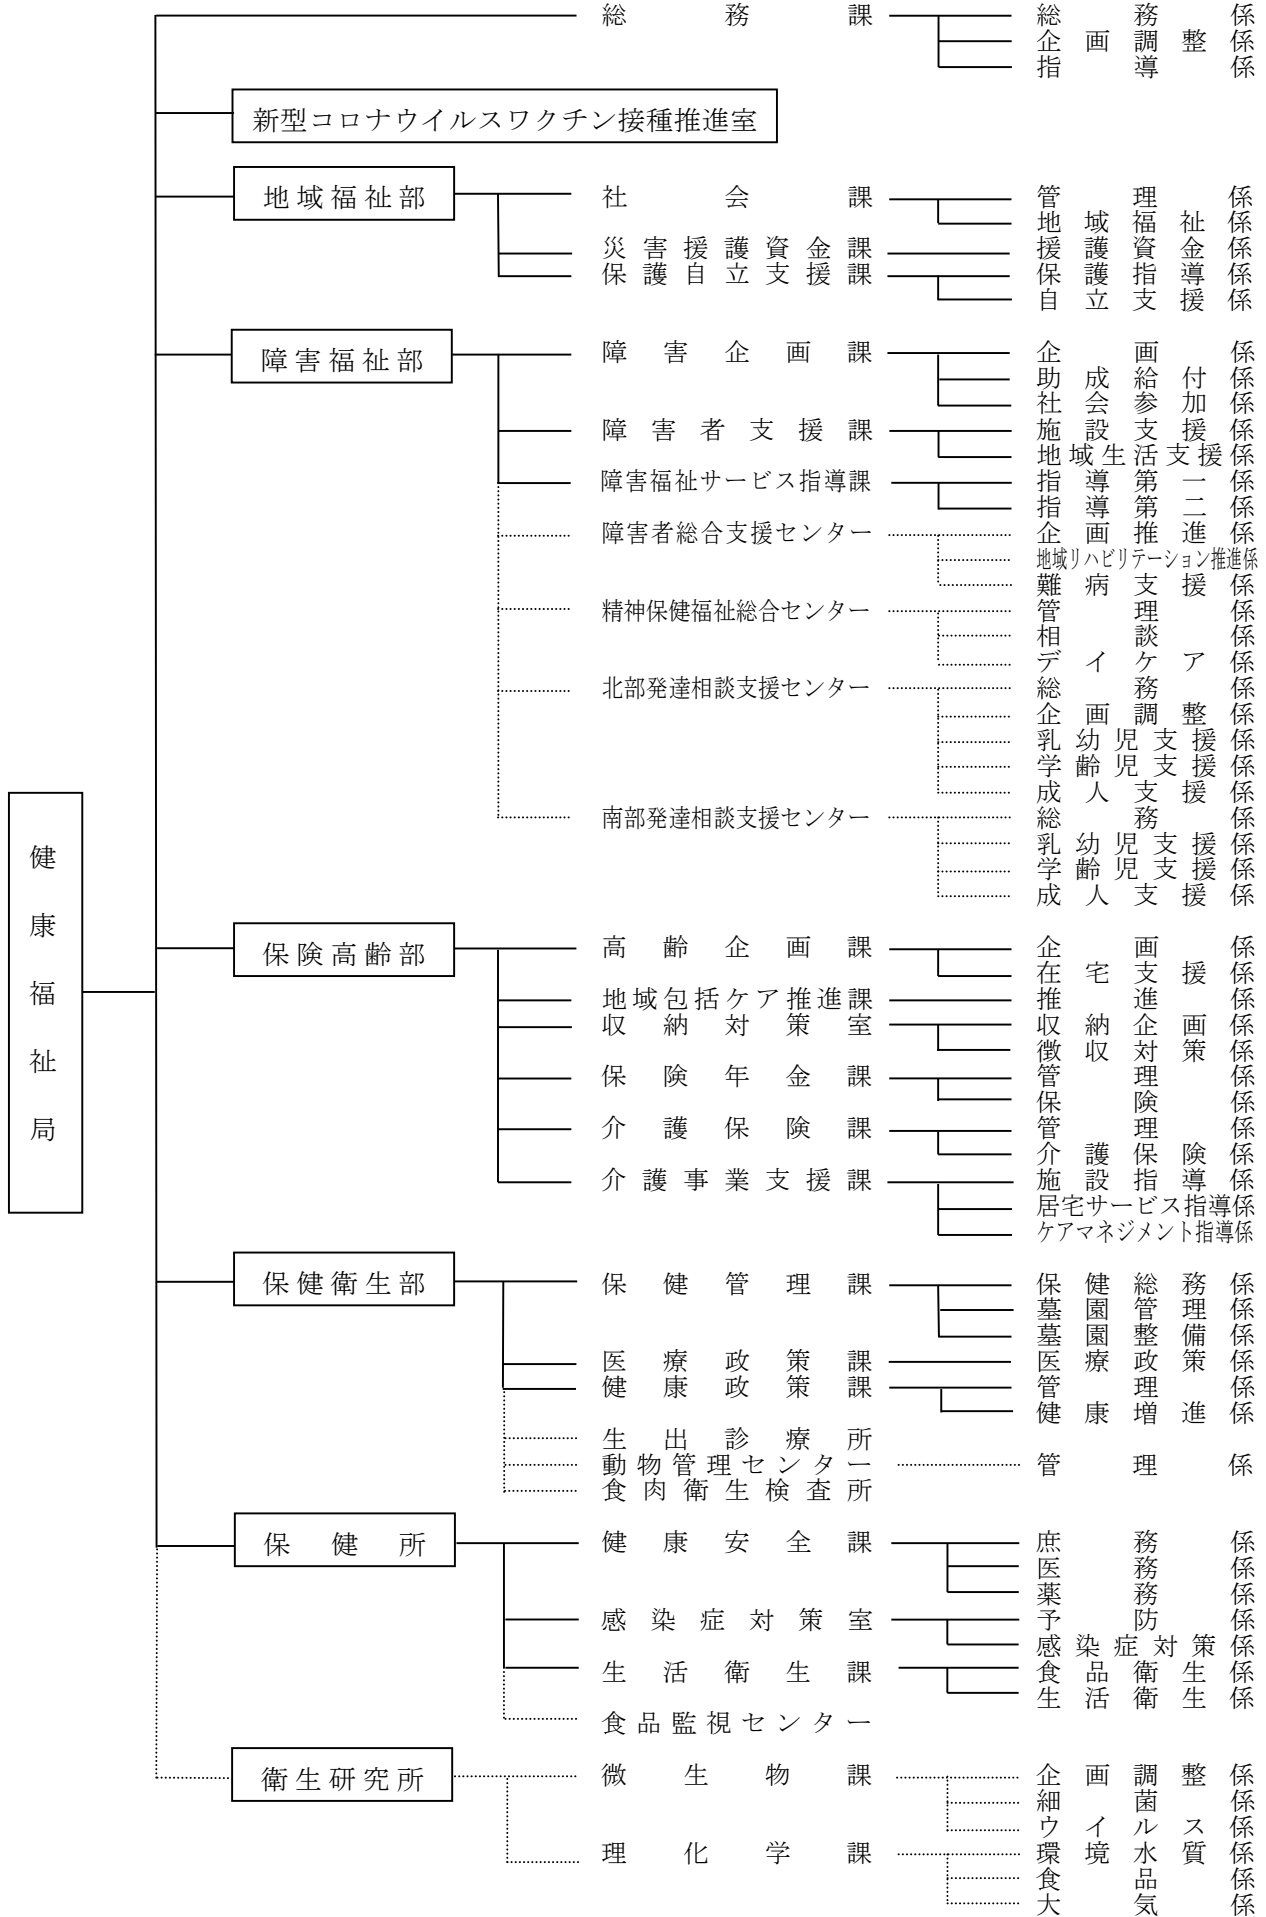 総務課 総務係
企画調整係
指導係
新型コロナウイルスワクチン接種推進室
地域福祉部 社会課 管理係
地域福祉係
災害援護資金課 援護資金係
保護自立支援課 保護指導係
自立支援係
障害福祉部 障害企画課 企画係
助成給付係
社会参加係
障害者支援課 施設支援係
地域生活支援係
障害福祉サービス指導課 指導第一係
指導第二係
障害者総合支援センター 企画推進係
地域リハビリテーション推進係
難病支援係
精神保健福祉総合センター 管理係
相談係
デイケア係
北部発達相談支援センター 総務係
企画調整係
乳幼児支援係
学齢児支援係
成人支援係
南部発達相談支援センター 総務係
乳幼児支援係
学齢児支援係
成人支援係
健康福祉局
保険高齢部 高齢企画課 企画係
在宅支援係
地域包括ケア推進課 推進係
収納対策室 収納企画係
徴収対策係
保険年金課 管理係
保険係
介護保険課 管理係
介護保険係
介護事業支援課 施設指導係
居宅サービス指導係
ケアマネジメント指導係
保健衛生部 保健管理課 保健総務係
墓園管理係
墓園整備係
医療政策課 医療政策係
健康政策課 管理係
健康増進係
生出診療所
動物管理センター 管理係
食肉衛生検査所
保健所 健康安全課 庶務係
医務係
薬務係
感染症対策室 予防係
感染症対策係
生活衛生課 食品衛生係
生活衛生係
食品監視センター
衛生研究所 微生物課 企画調整係
細菌係
ウイルス係
理化学課 環境水質係
食品係
大気係